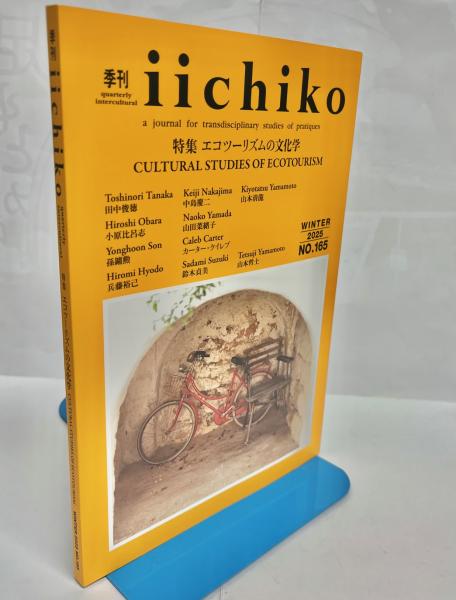 季刊
quarterly
intercultural
iichiko
a journal for transdisciplinary studies of pratiques
特集 エコツーリズムの文化学
CULTURAL STUDIES OF ECOTOURISM
Toshinori Tanaka
田中俊徳
Hiroshi Obara
小原比呂志
Yonghoon Son
孫鏞勲
Hiromi Hyodo
兵藤裕己
Keiji Nakajima
中島慶二
Naoko Yamada
山田菜緒子
Caleb Carter
カーター・ケイレブ
Sadami Suzuki
鈴木貞美
Kiyotatsu Yamamoto
山本清龍
Tetsuji Yamamoto
山本哲士
WINTER
2025
NO.165
季刊
iichiko